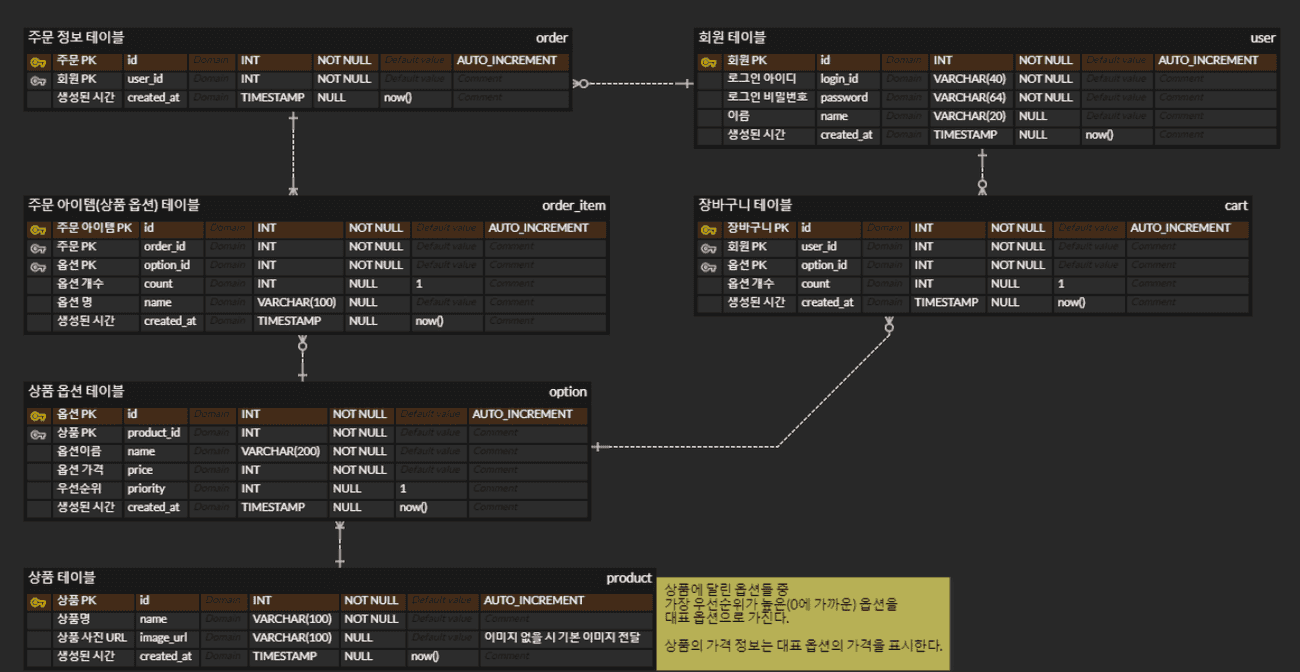 주문 정보 테이블 order
주문 PK id Domain INT NOT NULL Default value AUTO_INCREMENT
회원 PK user_id Domain INT NOT NULL Default value Comment
생성된 시간 created_at Domain TIMESTAMP NULL now() Comment
회원 테이블 user
회원 PK id Domain INT NOT NULL Default value AUTO_INCREMENT
로그인 아이디 login_id Domain VARCHAR(40) NOT NULL Default value Comment
로그인 비밀번호 password Domain VARCHAR(64) NOT NULL Default value Comment
이름 name Domain VARCHAR(20) NULL Default value Comment
생성된 시간 created_at Domain TIMESTAMP NULL now() Comment
주문 아이템(상품 옵션) 테이블 order_item
주문 아이템 PK id Domain INT NOT NULL Default value AUTO_INCREMENT
주문 PK order_id Domain INT NOT NULL Default value Comment
옵션 PK option_id Domain INT NOT NULL Default value Comment
옵션 개수 count Domain INT NULL 1 Comment
옵션 명 name Domain VARCHAR(100) NULL Default value Comment
생성된 시간 created_at Domain TIMESTAMP NULL now() Comment
장바구니 테이블 cart
장바구니 PK id Domain INT NOT NULL Default value AUTO_INCREMENT
회원 PK user_id Domain INT NOT NULL Default value Comment
옵션 PK option_id Domain INT NOT NULL Default value Comment
옵션 개수 count Domain INT NULL 1 Comment
생성된 시간 created_at Domain TIMESTAMP NULL now() Comment
상품 옵션 테이블 option
옵션 PK id Domain INT NOT NULL Default value AUTO_INCREMENT
상품 PK product_id Domain INT NOT NULL Default value Comment
옵션이름 name Domain VARCHAR(200) NOT NULL Default value Comment
옵션 가격 price Domain INT NOT NULL Default value Comment
우선순위 priority Domain INT NULL 1 Comment
생성된 시간 created_at Domain TIMESTAMP NULL now() Comment
상품 테이블 product
상품 PK id Domain INT NOT NULL Default value AUTO_INCREMENT
상품명 name Domain VARCHAR(100) NOT NULL Default value Comment
상품 사진 URL image_url Domain VARCHAR(100) NULL 이미지 없을 시 기본 이미지 전달
생성된 시간 created_at Domain TIMESTAMP NULL now() Comment
상품에 달린 옵션들 중
가장 우선순위가 높은(0에 가까운) 옵션을
대표 옵션으로 가진다.
상품의 가격 정보는 대표 옵션의 가격을 표시한다.